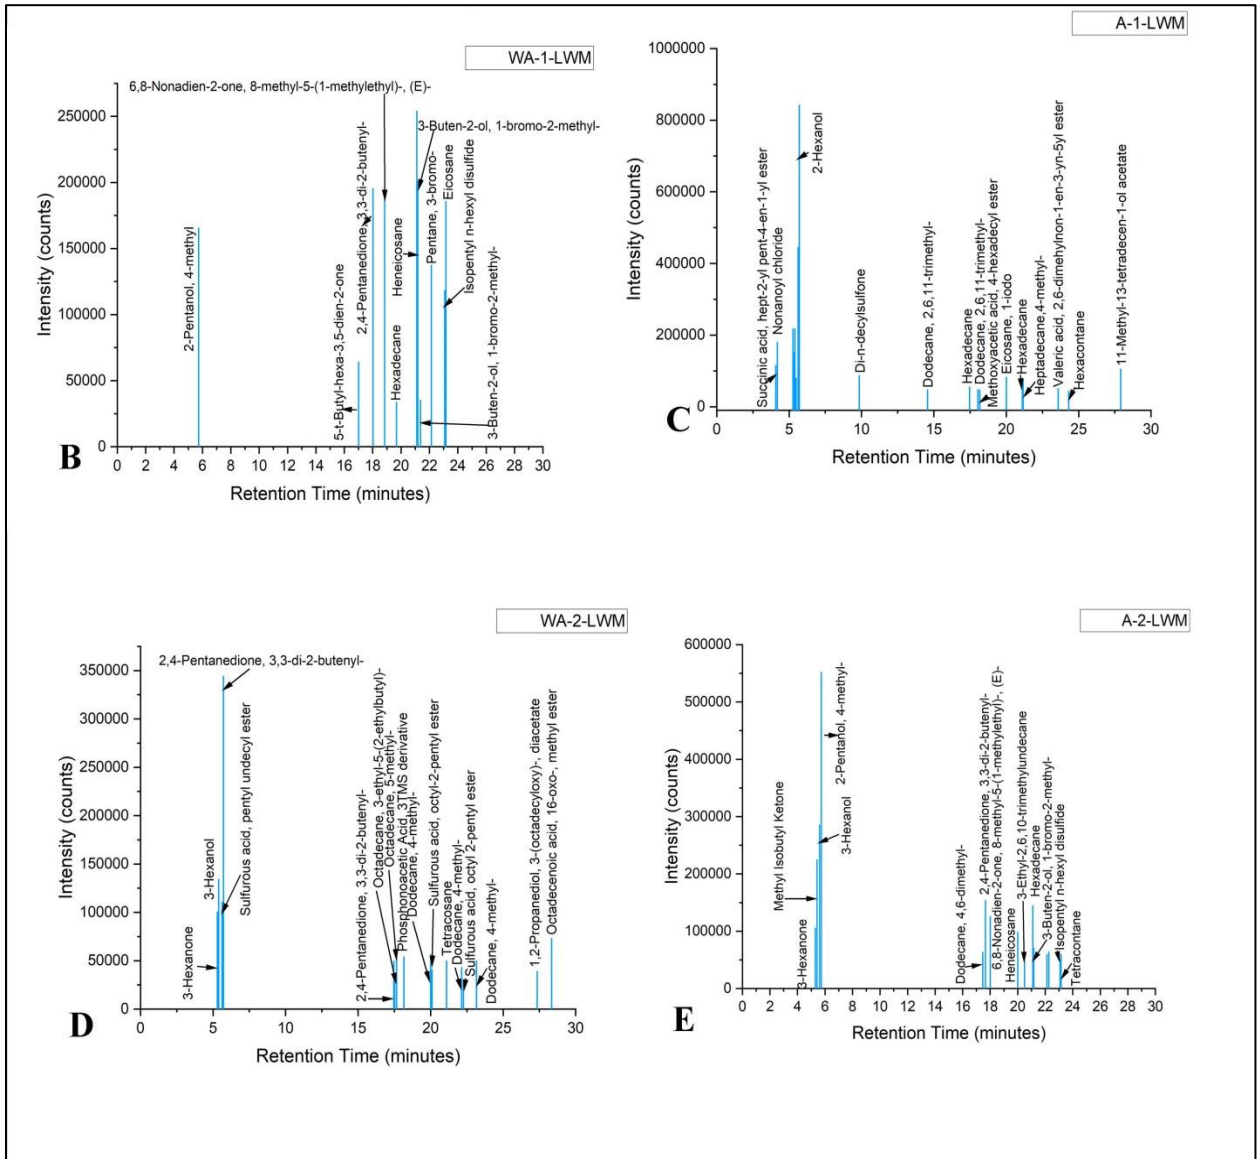 WA-1-LWM
6,8-Nonadien-2-one, 8-methyl-5-(1-methylethyl)-, (E)-
3-Buten-2-ol, 1-bromo-2-methyl-
2-Pentanol, 4-methyl
5-t-Butyl-hexa-3,5-dien-2-one
2,4-Pentanedione,3,3-di-2-butenyl-
Hexadecane
Heneicosane
Pentane, 3-bromo-
Eicosane
Isopentyl n-hexyl disulfide
3-Buten-2-ol, 1-bromo-2-methyl-
Intensity (counts)
250000
200000
150000
100000
50000
0
0 2 4 6 8 10 12 14 16 18 20 22 24 26 28 30
Retention Time (minutes)
B
A-1-LWM
Succinic acid, hept-2-yl pent-4-en-1-yl ester
Nonanoyl chloride
2-Hexanol
Di-n-decylsulfone
Dodecane, 2,6,11-trimethyl-
Hexadecane
Dodecane, 2,6,11-trimethyl-
Methoxyacetic acid, 4-hexadecyl ester
Eicosane, 1-iodo
Hexadecane
Heptadecane,4-methyl-
Valeric acid, 2,6-dimehylnon-1-en-3-yn-5yl ester
Hexacontane
11-Methyl-13-tetradecen-1-ol acetate
Intensity (counts)
1000000
800000
600000
400000
200000
0
0 5 10 15 20 25 30
Retention Time (minutes)
C
WA-2-LWM
2,4-Pentanedione, 3,3-di-2-butenyl-
3-Hexanone
3-Hexanol
Sulfurous acid, pentyl undecyl ester
2,4-Pentanedione, 3,3-di-2-butenyl-
Octadecane, 3-ethyl-5-(2-ethylbutyl)-
Octadecane, 5-methyl-
Phosphonoacetic Acid, 3TMS derivative
Dodecane, 4-methyl-
Sulfurous acid, octyl-2-pentyl ester
Tetracosane
Dodecane, 4-methyl-
Sulfurous acid, octyl 2-pentyl ester
Dodecane, 4-methyl-
1,2-Propanediol, 3-(octadecyloxy)-, diacetate
Octadecenoic acid, 16-oxo-, methyl ester
Intensity (counts)
350000
300000
250000
200000
150000
100000
50000
0
0 5 10 15 20 25 30
Retention Time (minutes)
D
A-2-LWM
3-Hexanone
Methyl Isobutyl Ketone
2-Pentanol, 4-methyl-
3-Hexanol
Dodecane, 4,6-dimethyl-
2,4-Pentanedione, 3,3-di-2-butenyl-
6,8-Nonadien-2-one, 8-methyl-5-(1-methylethyl)-, (E)-
Heneicosane
3-Ethyl-2,6,10-trimethylundecane
Hexadecane
3-Buten-2-ol, 1-bromo-2-methyl-
Isopentyl n-hexyl disulfide
Tetracontane
Intensity (counts)
600000
500000
400000
300000
200000
100000
0
0 2 4 6 8 10 12 14 16 18 20 22 24 26 28 30
Retention Time (minutes)
E